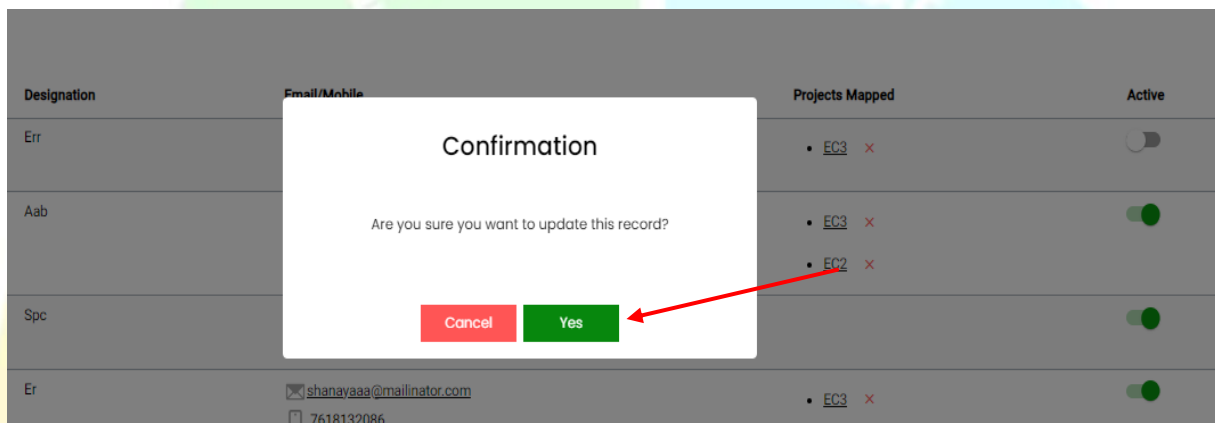 Designation Email/Mobile Projects Mapped Active
Confirmation
Err
EC3
Aab
Are you sure you want to update this record?
EC3
EC2
Spc
Cancel Yes
Er
shanayaaa@mailinator.com
EC3
7618132086